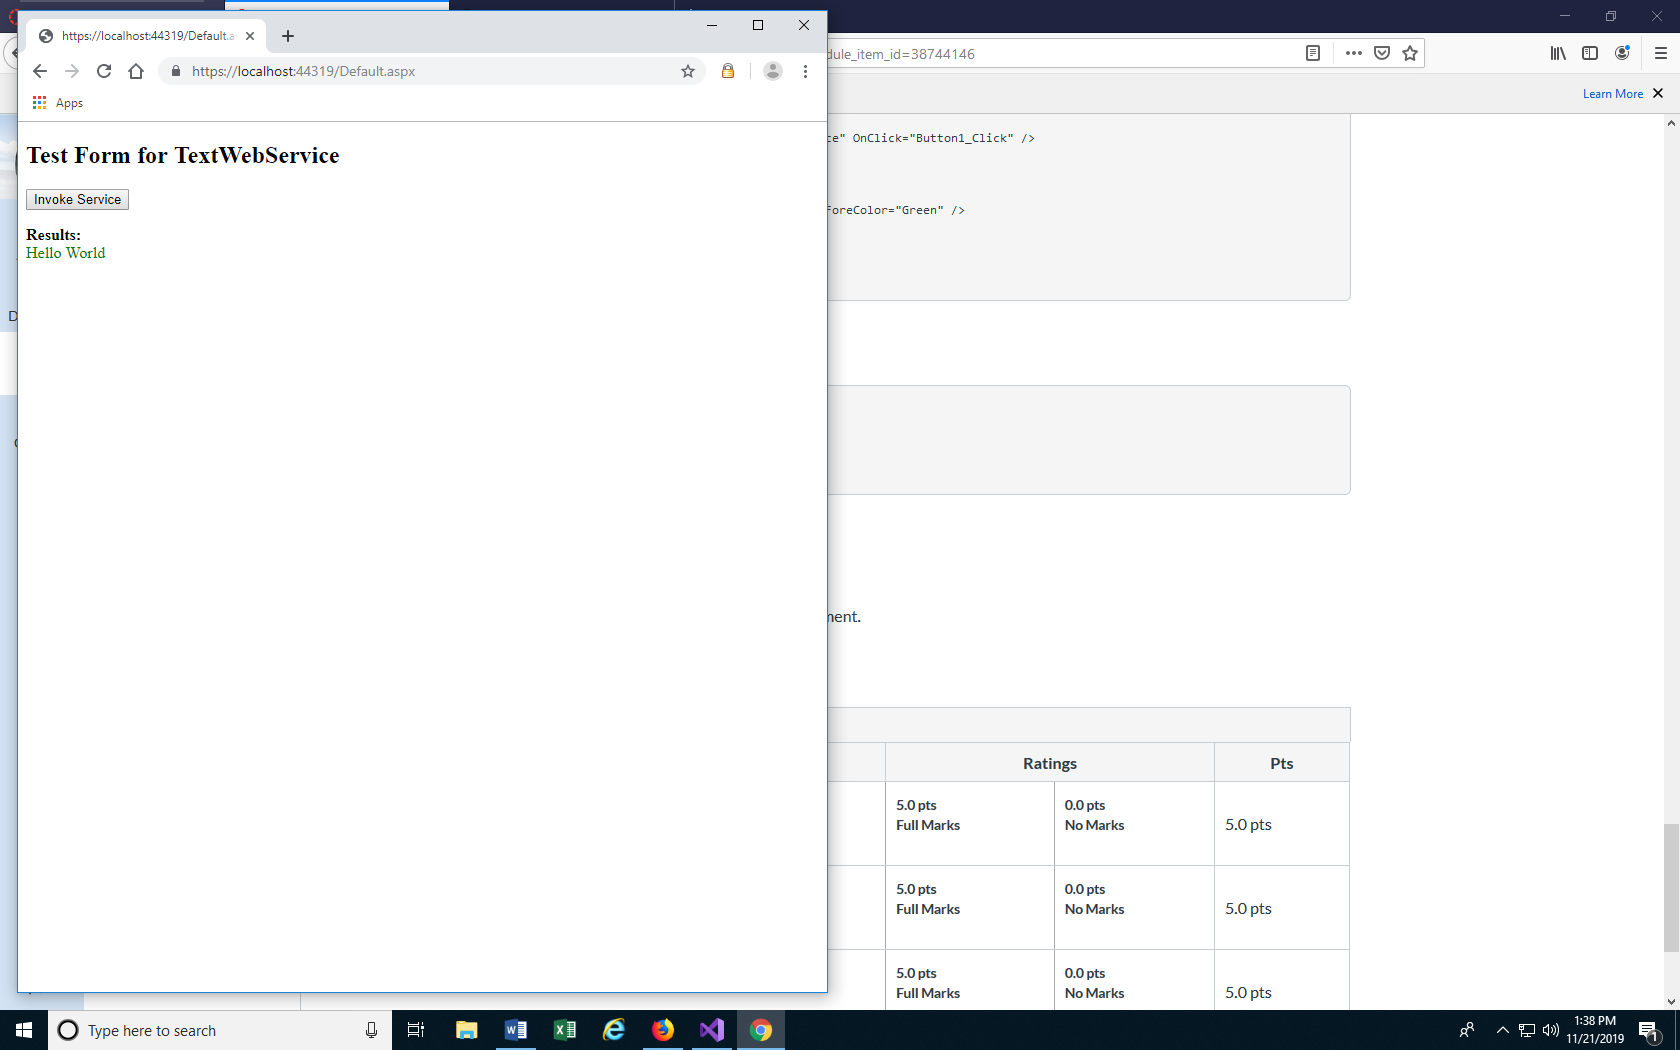 https://localhost:44319/Default.a
https://localhost:44319/Default.aspx
dule_item_id=38744146
Apps
Learn More
Test Form for TextWebService
Invoke Service
Results:
Hello World
ce" OnClick="Button1_Click" />
ForeColor="Green" />
ment.
Ratings
Pts
5.0 pts
Full Marks
0.0 pts
No Marks
5.0 pts
5.0 pts
Full Marks
0.0 pts
No Marks
5.0 pts
5.0 pts
Full Marks
0.0 pts
No Marks
5.0 pts
Type here to search
1:38 PM
11/21/2019
1